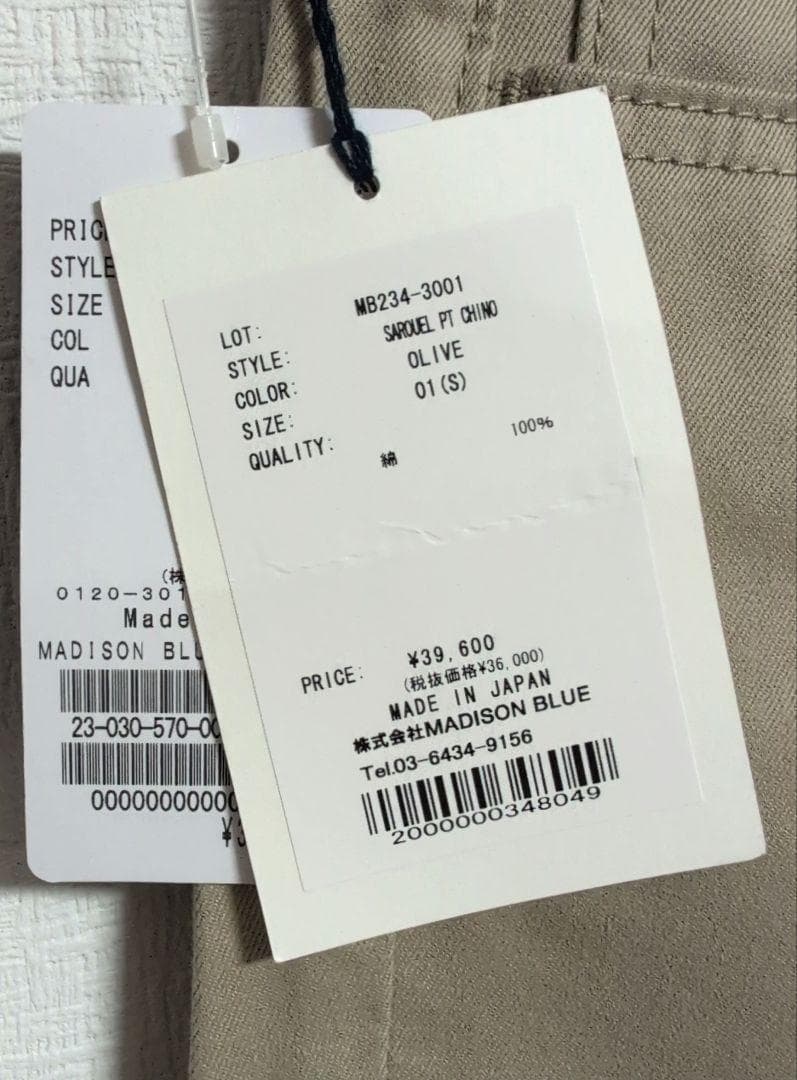 PRIC
STYLE
SIZE
COL
QUA
(株
0120-301
Made
MADISON BLU
23-030-570-00
000000000000
¥3
LOT: MB234-3001
STYLE: SAROUEL PT CHINO
COLOR: OLIVE
SIZE: 01(S)
QUALITY:
綿 100%
PRICE: ¥39,600
(税抜価格¥36,000)
MADE IN JAPAN
株式会社MADISON BLUE
Tel.03-6434-9156
2000000348049